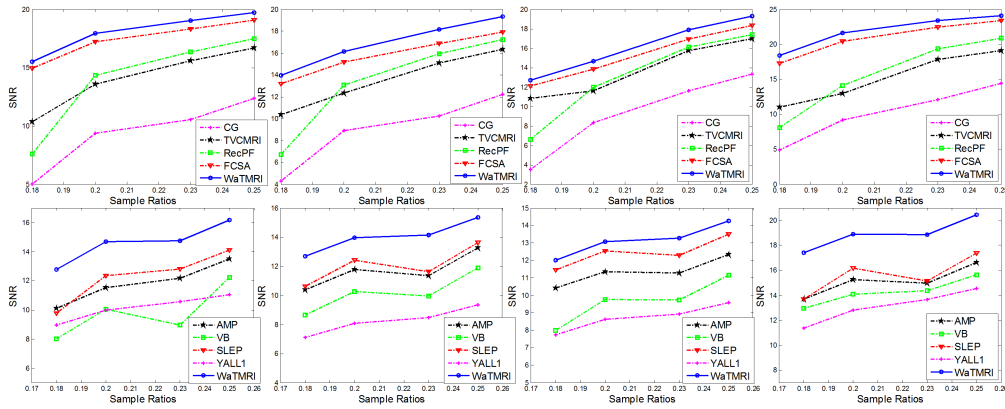 20
15
10
5
SNR
0.18 0.19 0.2 0.21 0.22 0.23 0.24 0.25
Sample Ratios
CG
TVCMRI
RecPF
FCSA
WaTMRI
20
18
16
14
12
10
8
6
4
SNR
0.18 0.19 0.2 0.21 0.22 0.23 0.24 0.25
Sample Ratios
CG
TVCMRI
RecPF
FCSA
WaTMRI
20
18
16
14
12
10
8
6
4
2
SNR
0.18 0.19 0.2 0.21 0.22 0.23 0.24 0.25
Sample Ratios
CG
TVCMRI
RecPF
FCSA
WaTMRI
25
20
15
10
5
0
SNR
0.18 0.19 0.2 0.21 0.22 0.23 0.24 0.25
Sample Ratios
CG
TVCMRI
RecPF
FCSA
WaTMRI
16
14
12
10
8
6
SNR
0.17 0.18 0.19 0.2 0.21 0.22 0.23 0.24 0.25 0.26
Sample Ratios
AMP
VB
SLEP
YALL1
WaTMRI
16
14
12
10
8
6
4
SNR
0.17 0.18 0.19 0.2 0.21 0.22 0.23 0.24 0.25 0.26
Sample Ratios
AMP
VB
SLEP
YALL1
WaTMRI
15
14
13
12
11
10
9
8
7
6
5
SNR
0.17 0.18 0.19 0.2 0.21 0.22 0.23 0.24 0.25 0.26
Sample Ratios
AMP
VB
SLEP
YALL1
WaTMRI
20
18
16
14
12
10
8
SNR
0.17 0.18 0.19 0.2 0.21 0.22 0.23 0.24 0.25 0.26
Sample Ratios
AMP
VB
SLEP
YALL1
WaTMRI